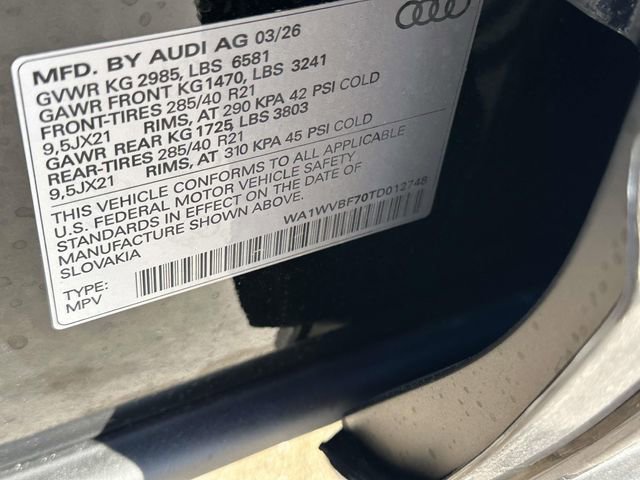 MFD. BY AUDI AG 03/26
GVWR KG 2985, LBS 6581
GAWR FRONT KG1470, LBS 3241
FRONT-TIRES 285/40 R21
9,5JX21 RIMS, AT 290 KPA 42 PSI COLD
GAWR REAR KG 1725, LBS 3803
REAR-TIRES 285/40 R21
9,5JX21 RIMS, AT 310 KPA 45 PSI COLD
THIS VEHICLE CONFORMS TO ALL APPLICABLE
U.S. FEDERAL MOTOR VEHICLE SAFETY
STANDARDS IN EFFECT ON THE DATE OF
MANUFACTURE SHOWN ABOVE.
SLOVAKIA
WA1WVBF70TD012748
TYPE:
MPV